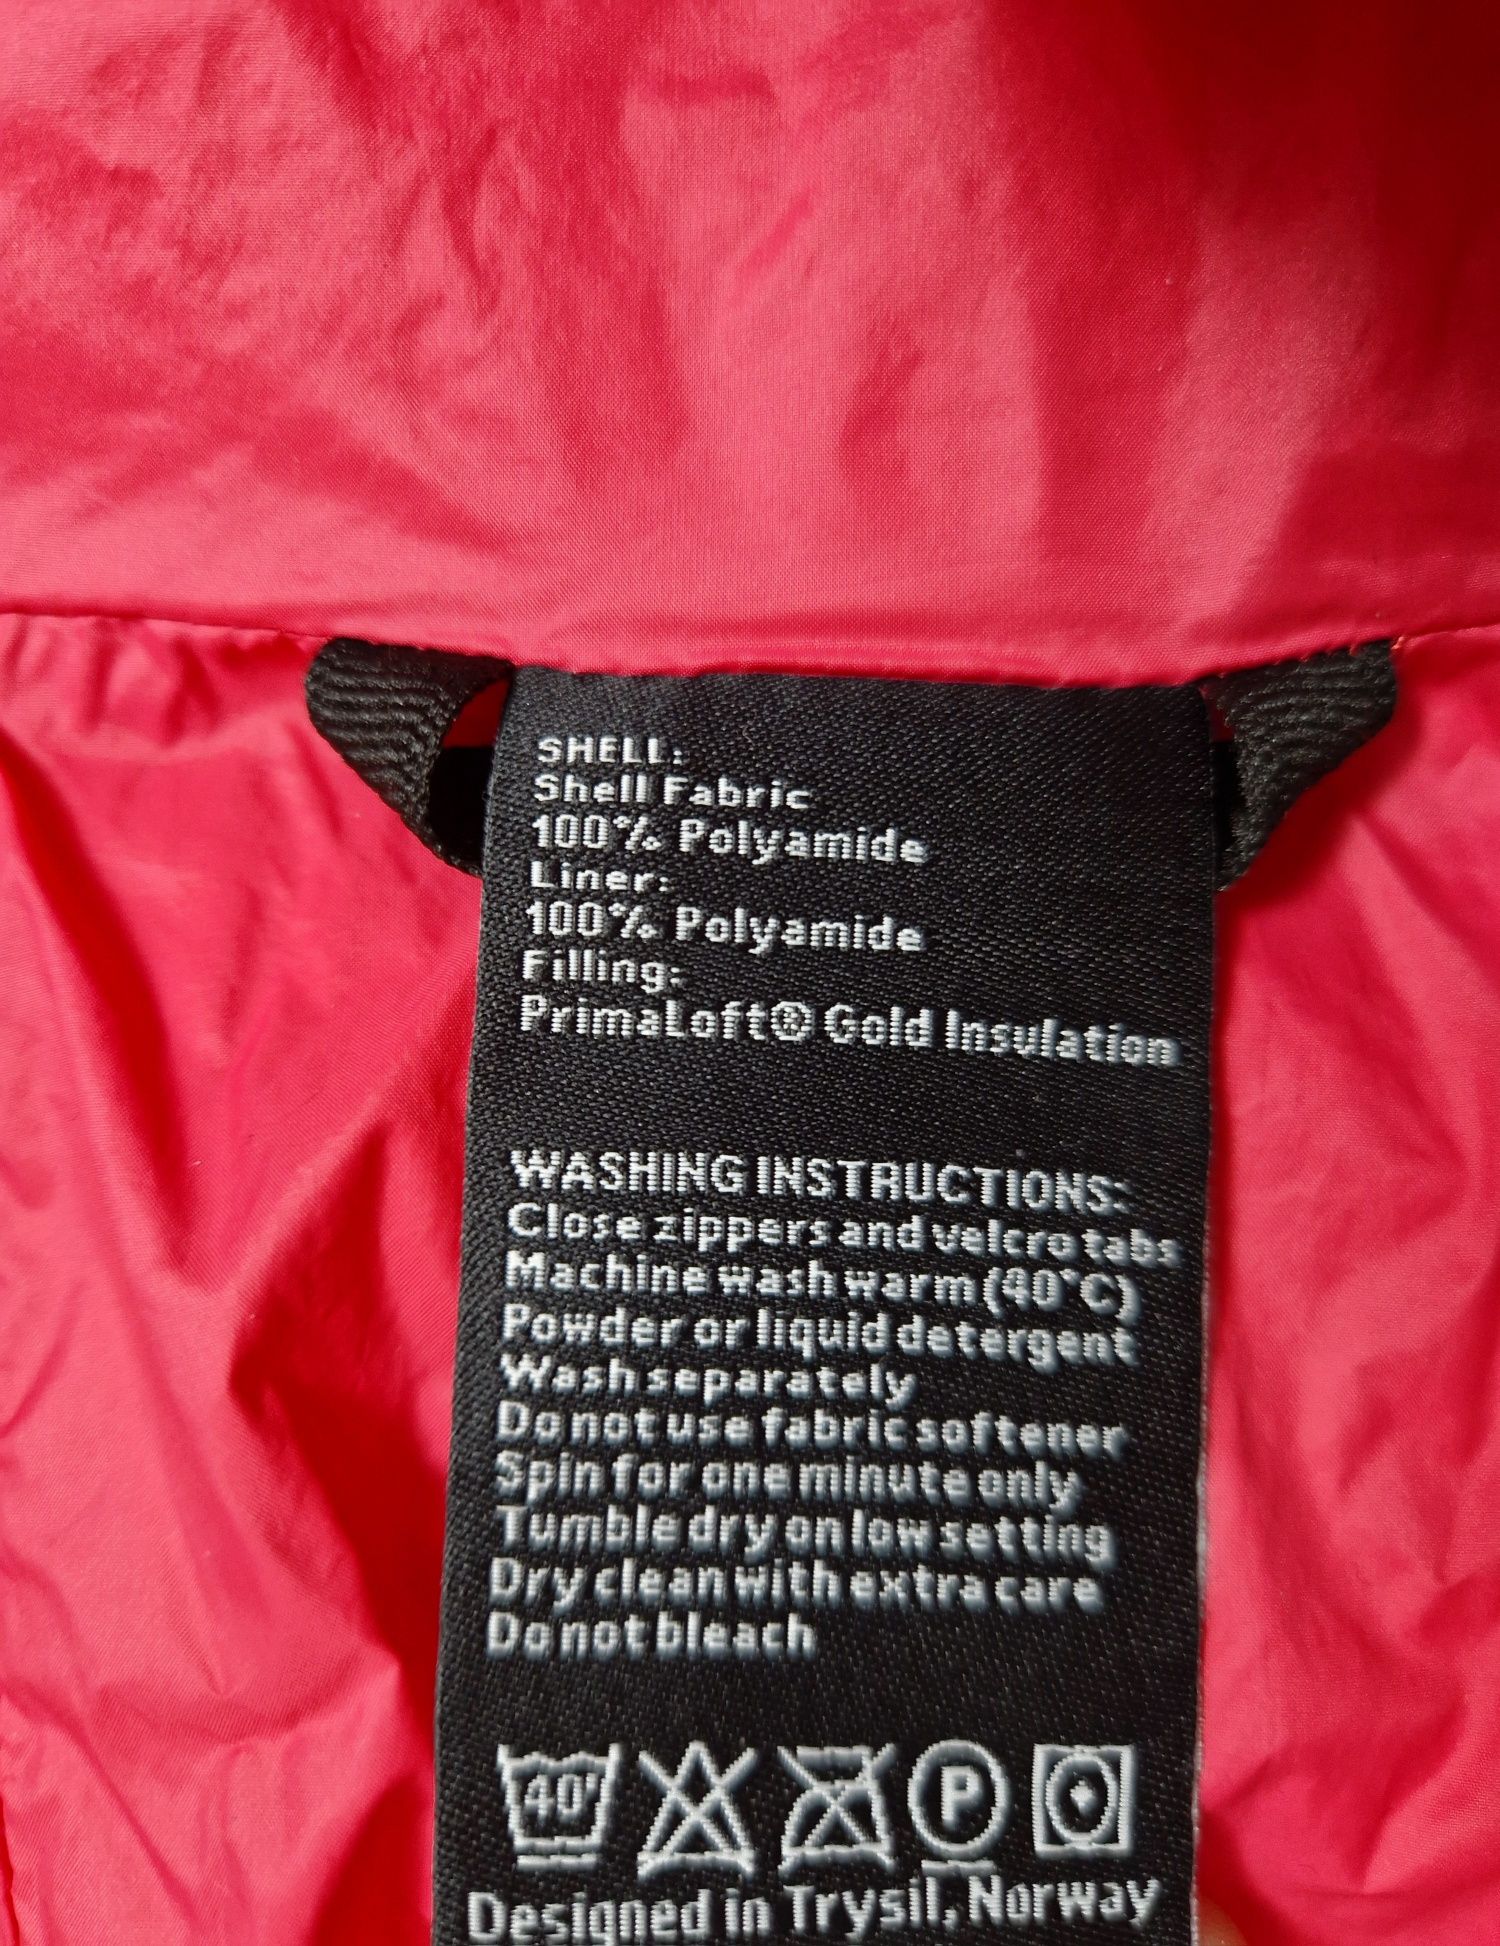 SHELL:
Shell Fabric
100% Polyamide
Liner:
100% Polyamide
Filling:
PrimaLoft® Gold Insulation
WASHING INSTRUCTIONS:
Close zippers and velcro tabs
Machine wash warm (40°C)
Powder or liquid detergent
Wash separately
Do not use fabric softener
Spin for one minute only
Tumble dry on low setting
Dry clean with extra care
Do not bleach
40° P
Designed in Trysil, Norway